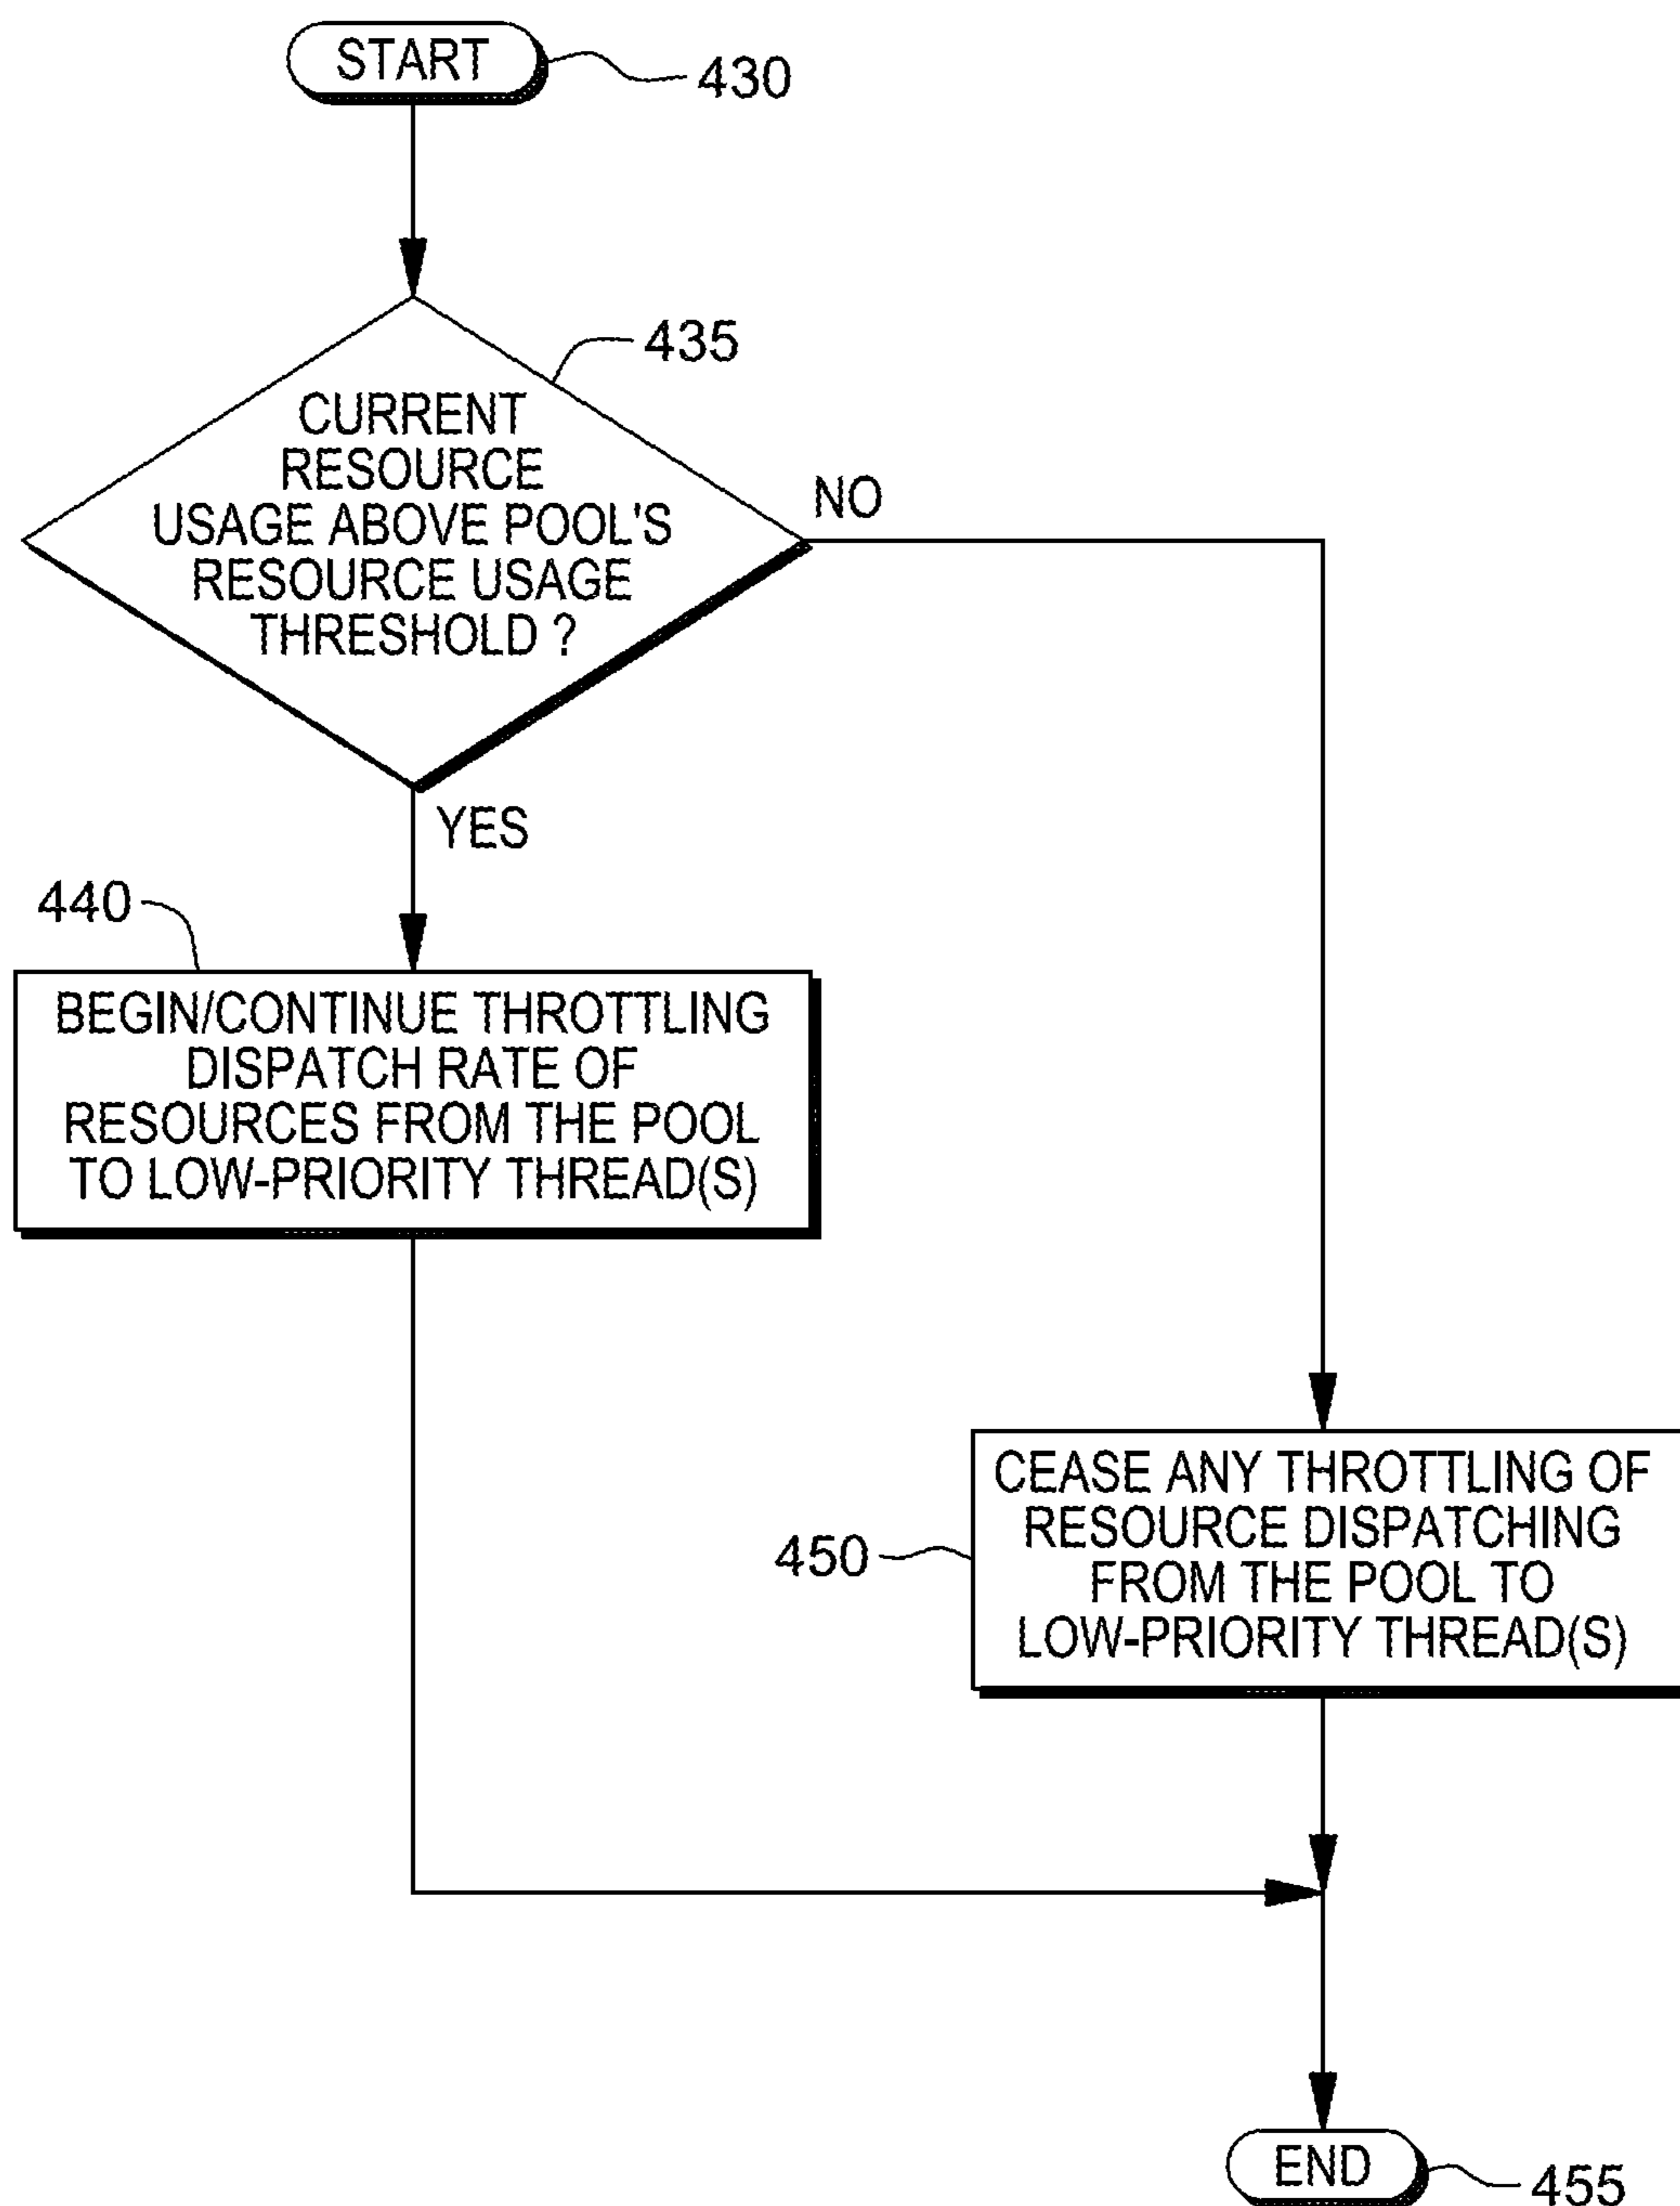 START
430
435
CURRENT
RESOURCE
USAGE ABOVE POOL'S
RESOURCE USAGE
THRESHOLD ?
NO
YES
440
BEGIN/CONTINUE THROTTLING
DISPATCH RATE OF
RESOURCES FROM THE POOL
TO LOW-PRIORITY THREAD(S)
450
CEASE ANY THROTTLING OF
RESOURCE DISPATCHING
FROM THE POOL TO
LOW-PRIORITY THREAD(S)
END
455